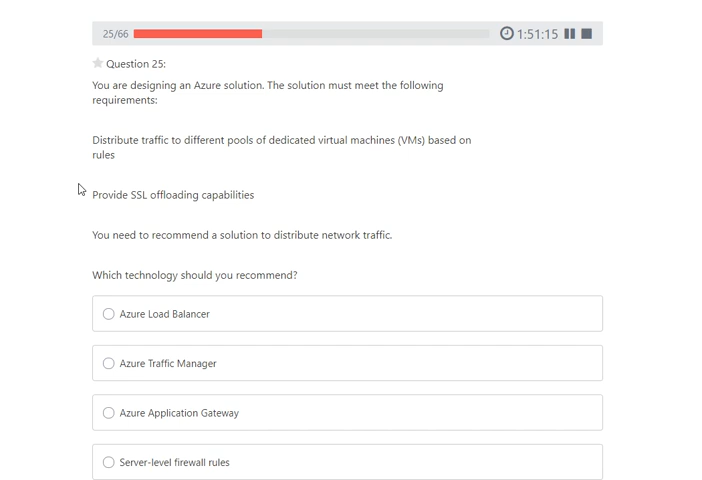 25/66
1:51:15
Question 25:
You are designing an Azure solution. The solution must meet the following
requirements:
Distribute traffic to different pools of dedicated virtual machines (VMs) based on
rules
Provide SSL offloading capabilities
You need to recommend a solution to distribute network traffic.
Which technology should you recommend?
Azure Load Balancer
Azure Traffic Manager
Azure Application Gateway
Server-level firewall rules